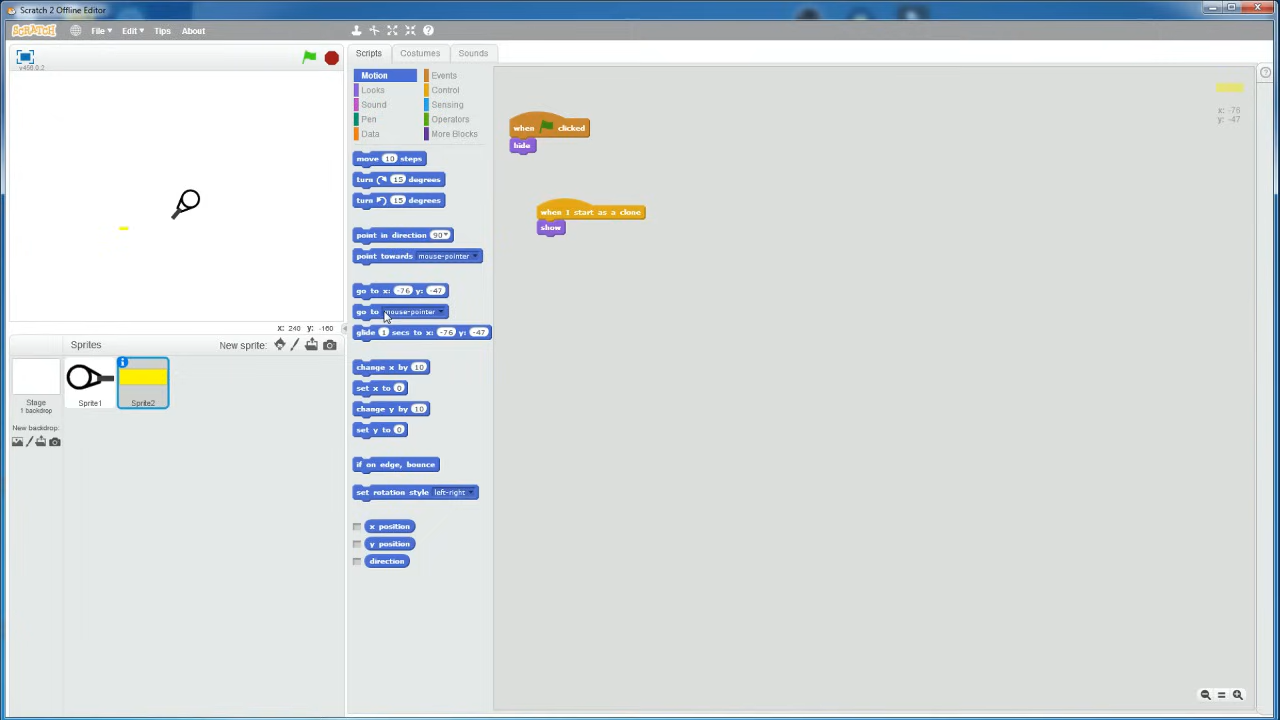 Scratch 2 Offline Editor
SCRATCH File Edit Tips About
v458.0.2
Scripts Costumes Sounds
Motion Events
Looks Control
Sound Sensing
Pen Operators
Data More Blocks
move 10 steps
turn 15 degrees
turn 15 degrees
point in direction 90
point towards mouse-pointer
go to x: -76 y: -47
go to mouse-pointer
glide 1 secs to x: -76 y: -47
change x by 10
set x to 0
change y by 10
set y to 0
if on edge, bounce
set rotation style left-right
x position
y position
direction
when clicked
hide
when I start as a clone
show
x: -76
y: -47
x: 240 y: -160
Sprites New sprite:
Stage
1 backdrop
New backdrop:
Sprite1
Sprite2